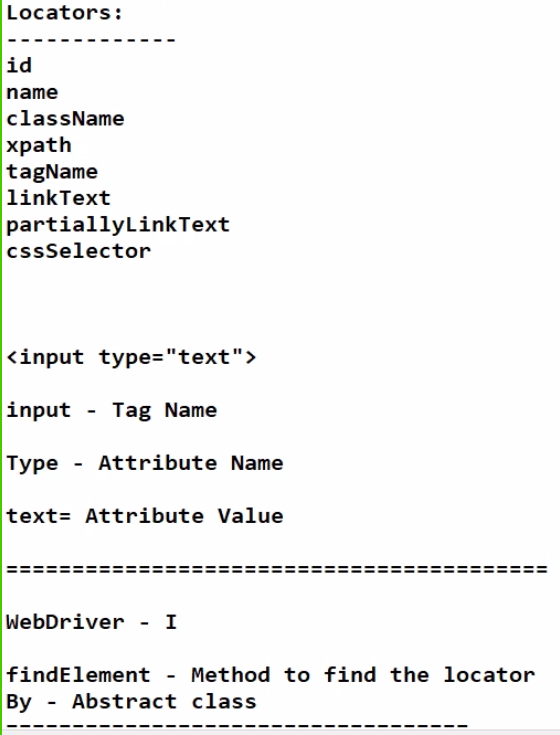 Locators:
-------------
id
name
className
xpath
tagName
linkText
partiallyLinkText
cssSelector
<input type="text">
input - Tag Name
Type - Attribute Name
text= Attribute Value
=========================================
WebDriver - I
findElement - Method to find the locator
By - Abstract class
-----------------------------------